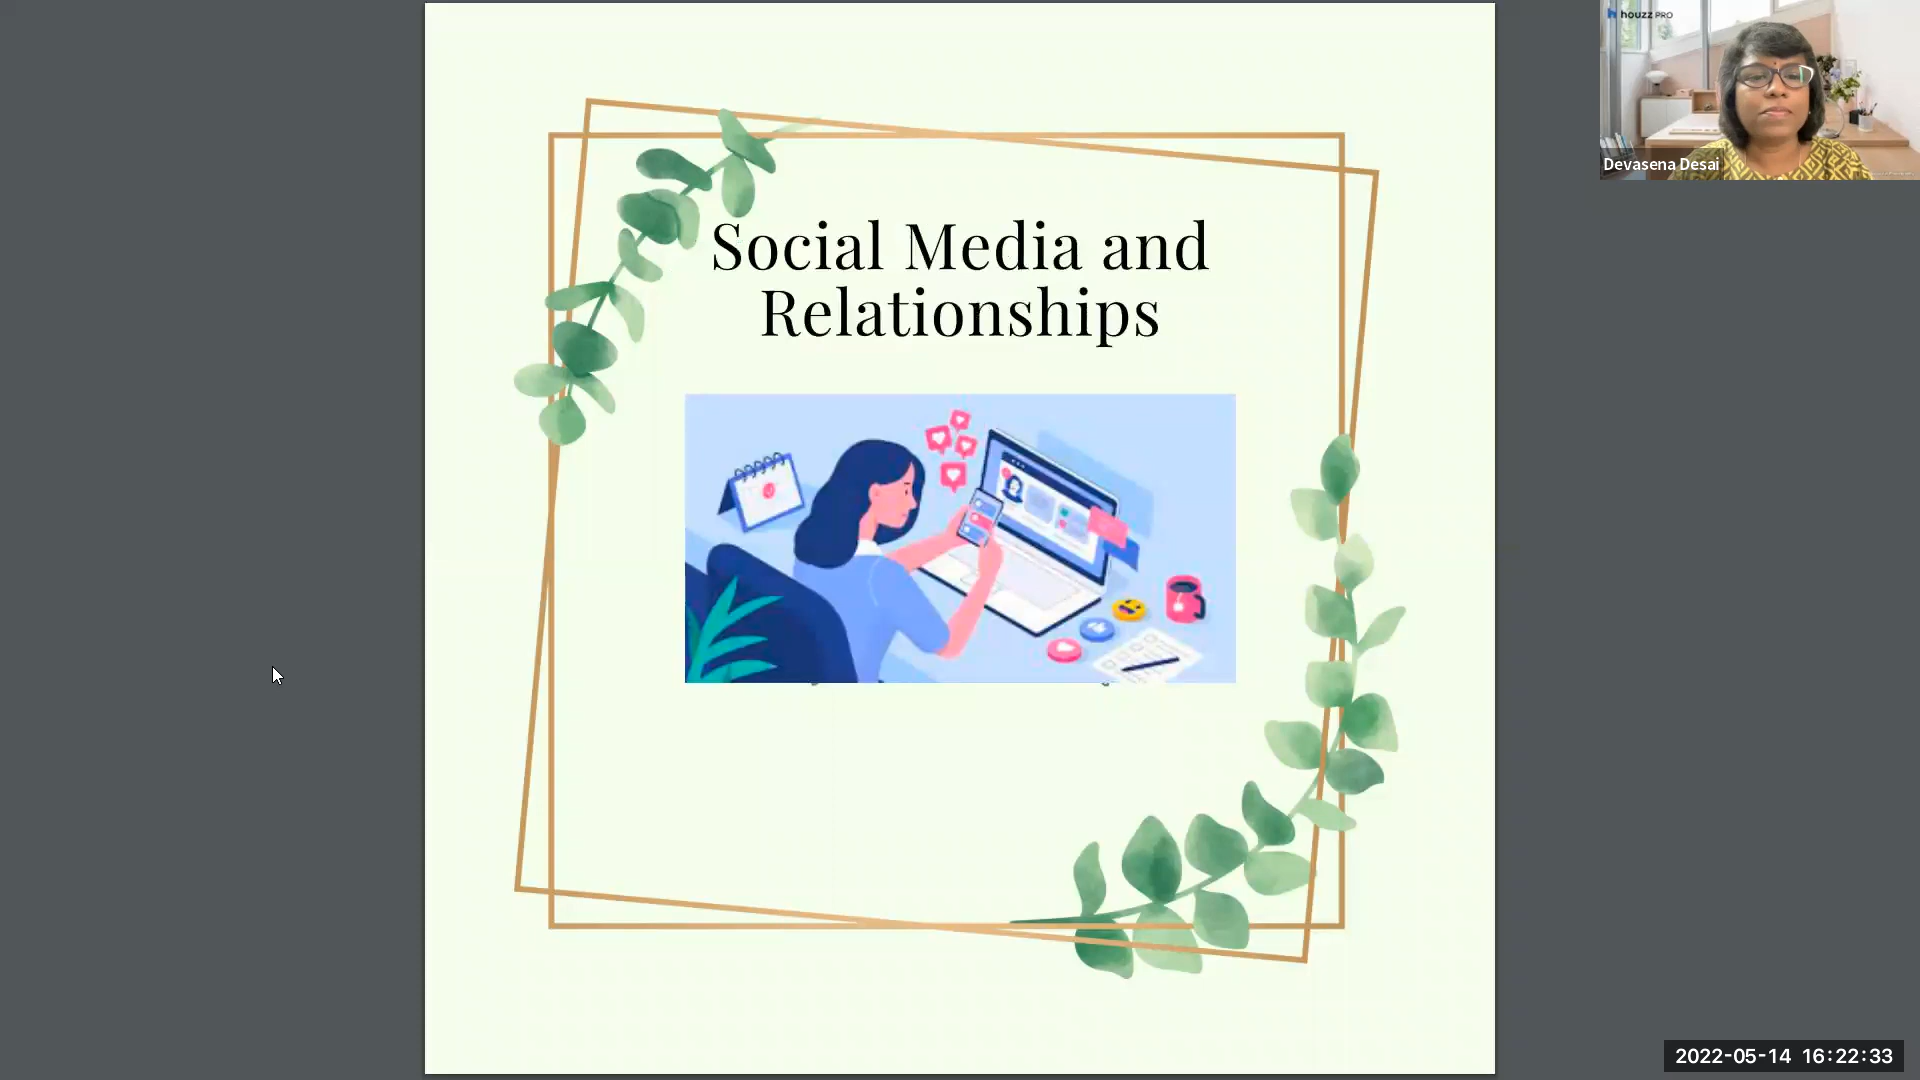 houzz PRO
Social Media and
Relationships
Devasena Desai
2022-05-14 16:22:33